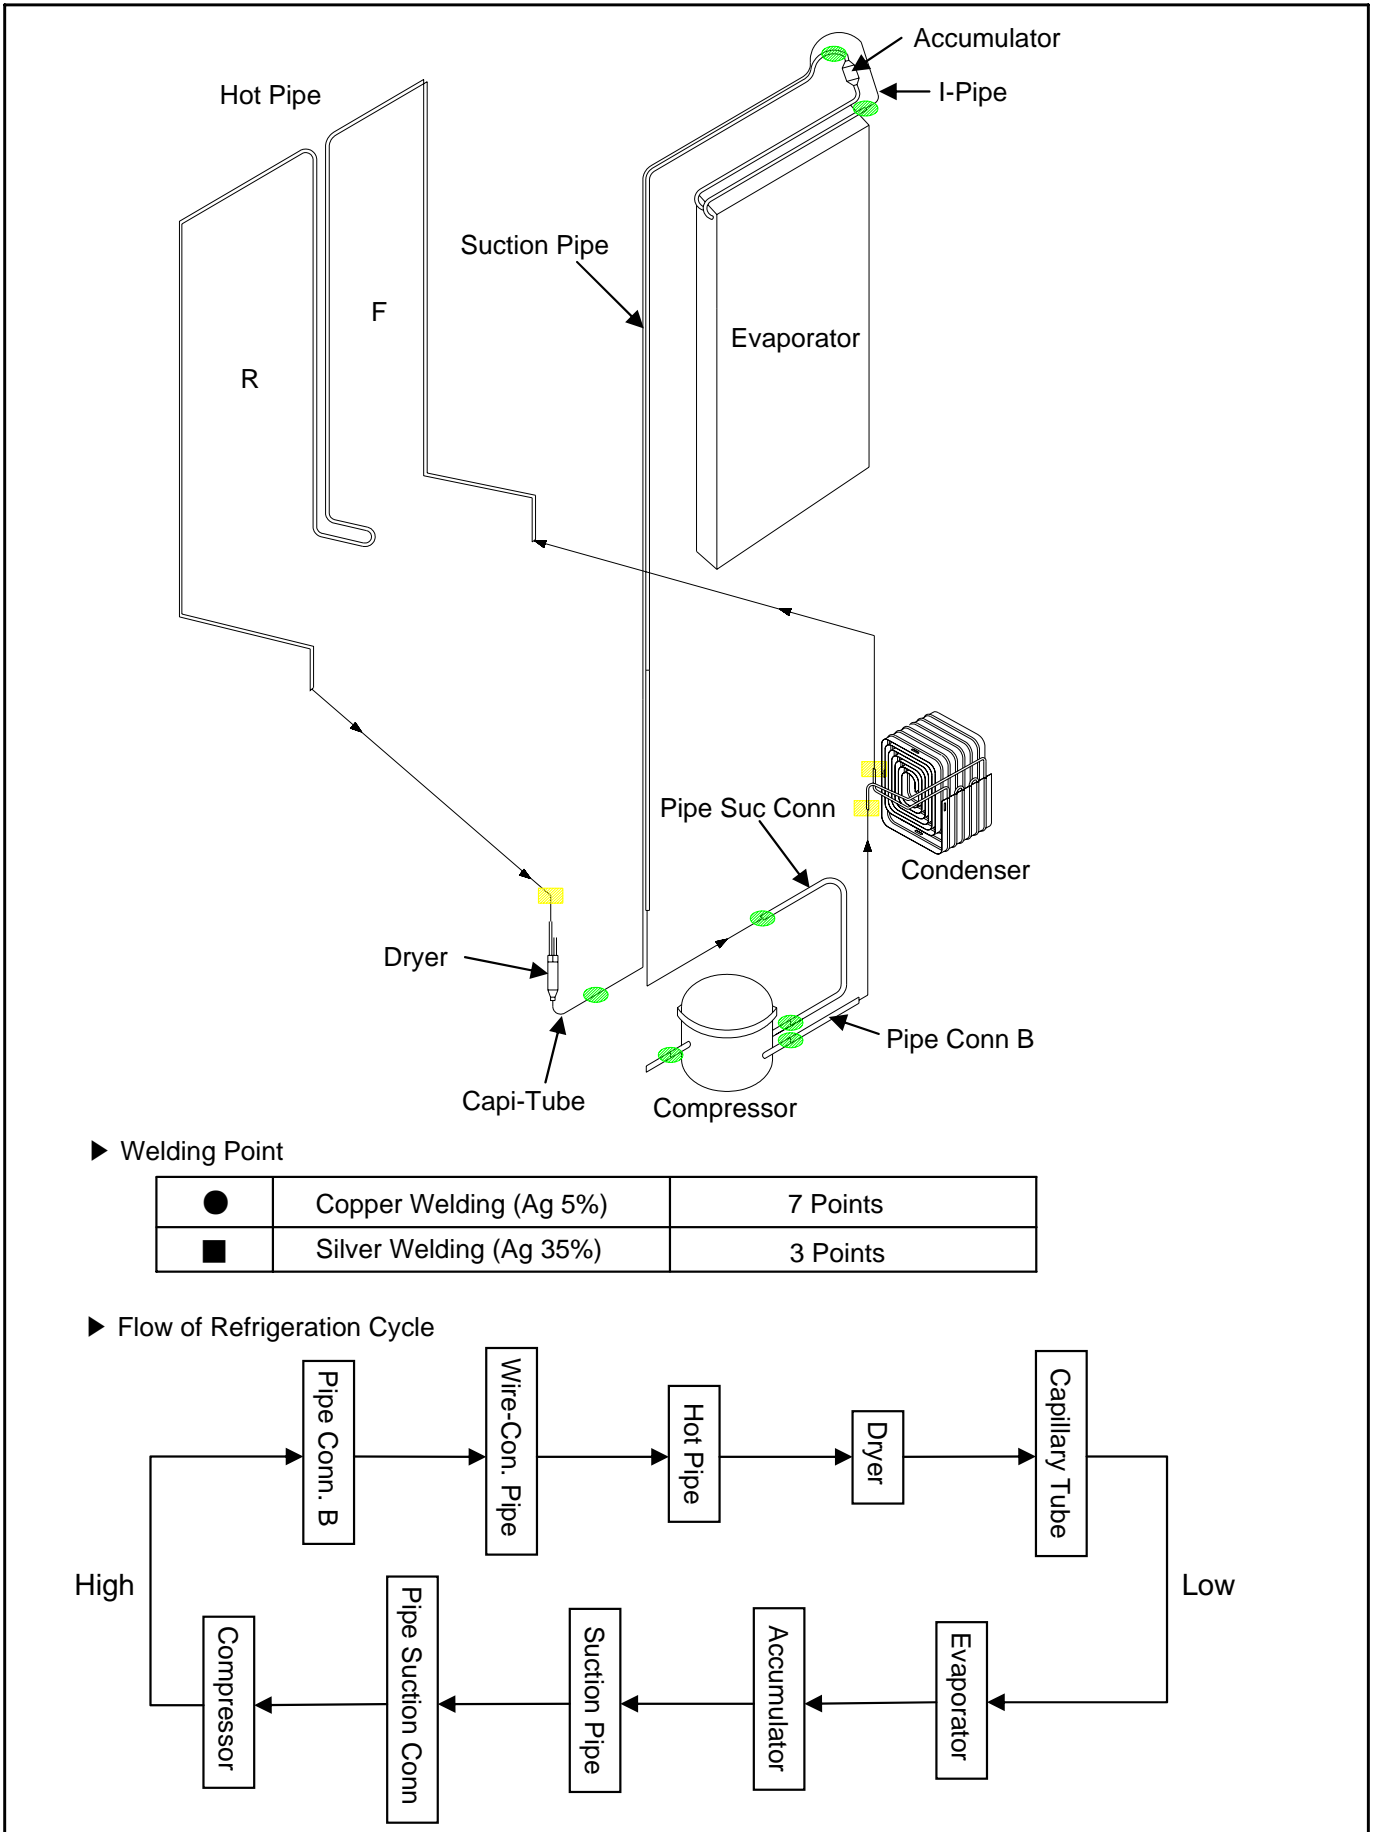 Accumulator
Hot Pipe
I-Pipe
Suction Pipe
F
Evaporator
R
Pipe Suc Conn
Condenser
Dryer
Pipe Conn B
Capi-Tube
Compressor
▶ Welding Point
● Copper Welding (Ag 5%) 7 Points
■ Silver Welding (Ag 35%) 3 Points
▶ Flow of Refrigeration Cycle
Pipe Conn. B
Wire-Con. Pipe
Hot Pipe
Dryer
Capillary Tube
High
Low
Compressor
Pipe Suction Conn
Suction Pipe
Accumulator
Evaporator